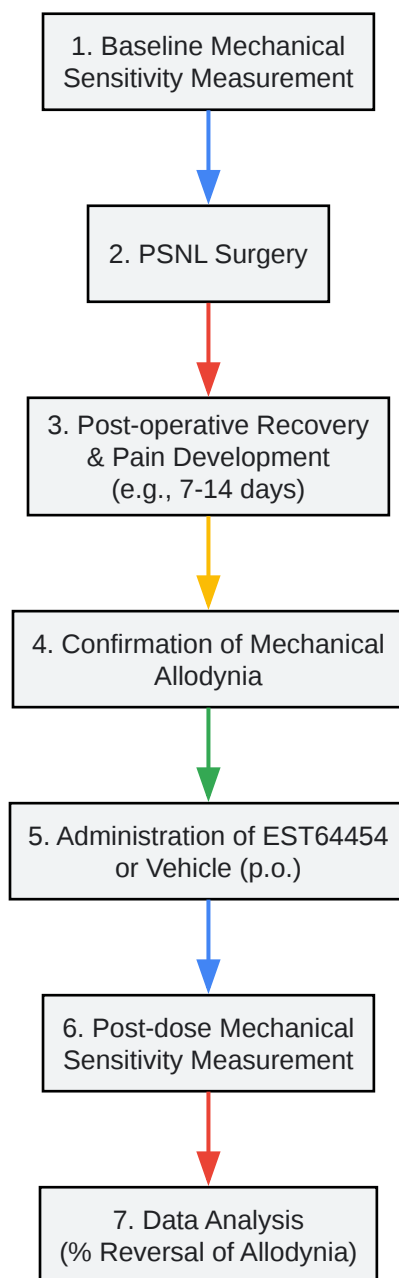 1. Baseline Mechanical
Sensitivity Measurement
2. PSNL Surgery
3. Post-operative Recovery
& Pain Development
(e.g., 7-14 days)
4. Confirmation of Mechanical
Allodynia
5. Administration of EST64454
or Vehicle (p.o.)
6. Post-dose Mechanical
Sensitivity Measurement
7. Data Analysis
(% Reversal of Allodynia)